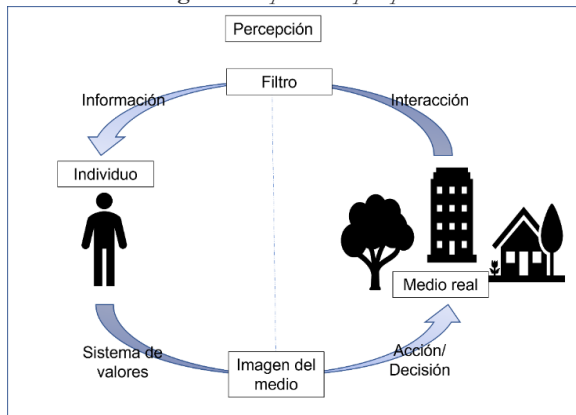 Percepción
Filtro
Información
Interacción
Individuo
Medio real
Sistema de
valores
Imagen del
medio
Acción/
Decisión